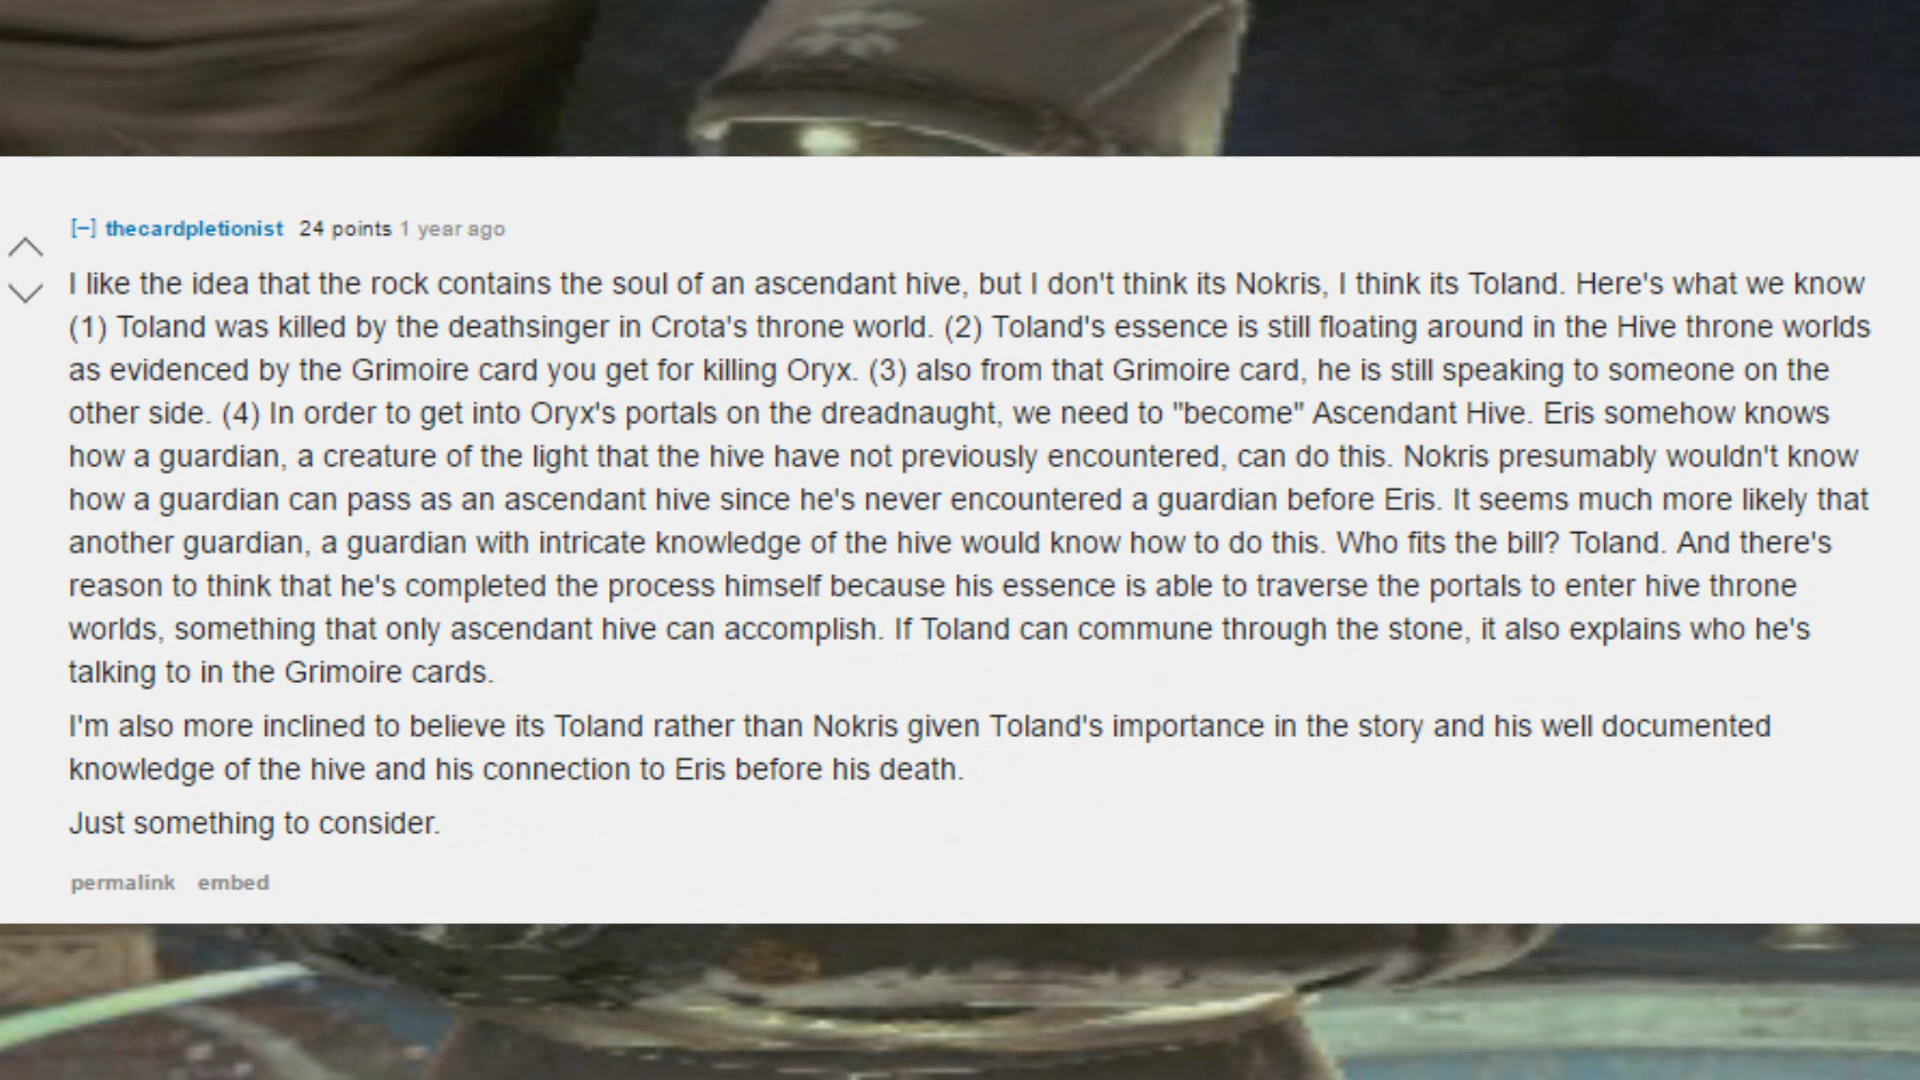 [–] thecardpletionist 24 points 1 year ago
I like the idea that the rock contains the soul of an ascendant hive, but I don't think its Nokris, I think its Toland. Here's what we know
(1) Toland was killed by the deathsinger in Crota's throne world. (2) Toland's essence is still floating around in the Hive throne worlds
as evidenced by the Grimoire card you get for killing Oryx. (3) also from that Grimoire card, he is still speaking to someone on the
other side. (4) In order to get into Oryx's portals on the dreadnaught, we need to "become" Ascendant Hive. Eris somehow knows
how a guardian, a creature of the light that the hive have not previously encountered, can do this. Nokris presumably wouldn't know
how a guardian can pass as an ascendant hive since he's never encountered a guardian before Eris. It seems much more likely that
another guardian, a guardian with intricate knowledge of the hive would know how to do this. Who fits the bill? Toland. And there's
reason to think that he's completed the process himself because his essence is able to traverse the portals to enter hive throne
worlds, something that only ascendant hive can accomplish. If Toland can commune through the stone, it also explains who he's
talking to in the Grimoire cards.
I'm also more inclined to believe its Toland rather than Nokris given Toland's importance in the story and his well documented
knowledge of the hive and his connection to Eris before his death.
Just something to consider.
permalink embed